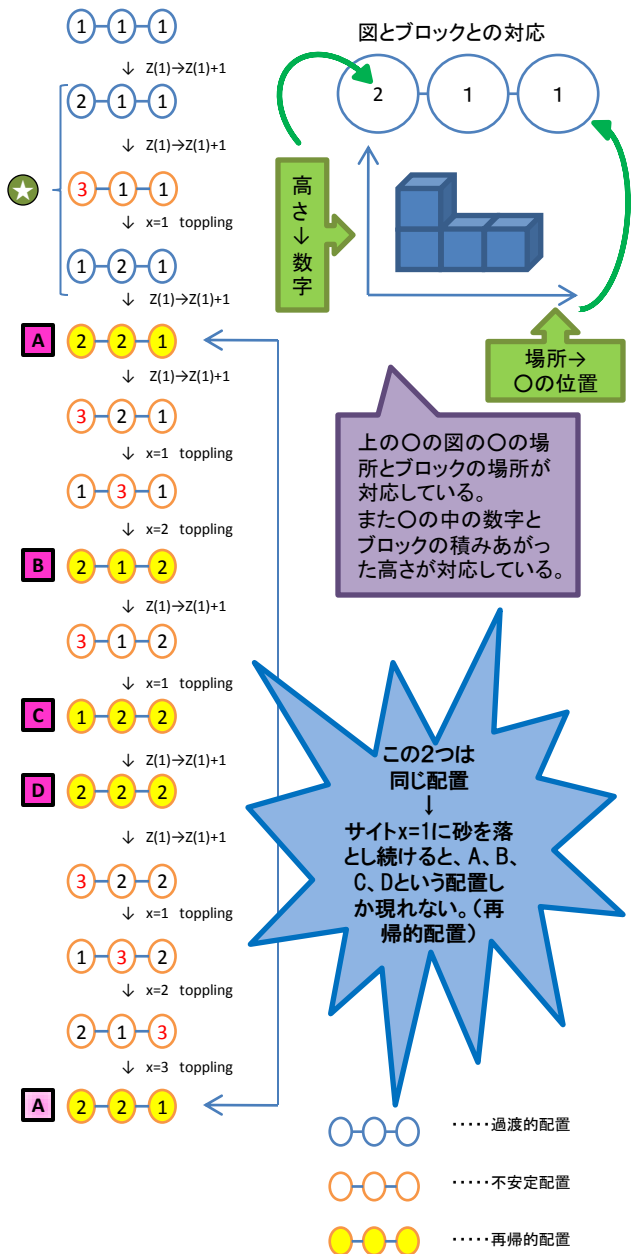 1 1 1
↓ Z(1)→Z(1)+1
2 1 1
↓ Z(1)→Z(1)+1
3 1 1
↓ x=1 toppling
1 2 1
↓ Z(1)→Z(1)+1
A 2 2 1
↓ Z(1)→Z(1)+1
3 2 1
↓ x=1 toppling
1 3 1
↓ x=2 toppling
B 2 1 2
↓ Z(1)→Z(1)+1
3 1 2
↓ x=1 toppling
C 1 2 2
↓ Z(1)→Z(1)+1
D 2 2 2
↓ Z(1)→Z(1)+1
3 2 2
↓ x=1 toppling
1 3 2
↓ x=2 toppling
2 1 3
↓ x=3 toppling
A 2 2 1
図とブロックとの対応
2 1 1
高さ→数字
場所→
〇の位置
上の〇の図の〇の場
所とブロックの場所が
対応している。
また〇の中の数字と
ブロックの積みあがっ
た高さが対応している。
この2つは
同じ配置
↓
サイトx=1に砂を落
とし続けると、A、B、
C、Dという配置し
か現れない。(再
帰的配置)
・・・・・過渡的配置
・・・・・不安定配置
・・・・・再帰的配置